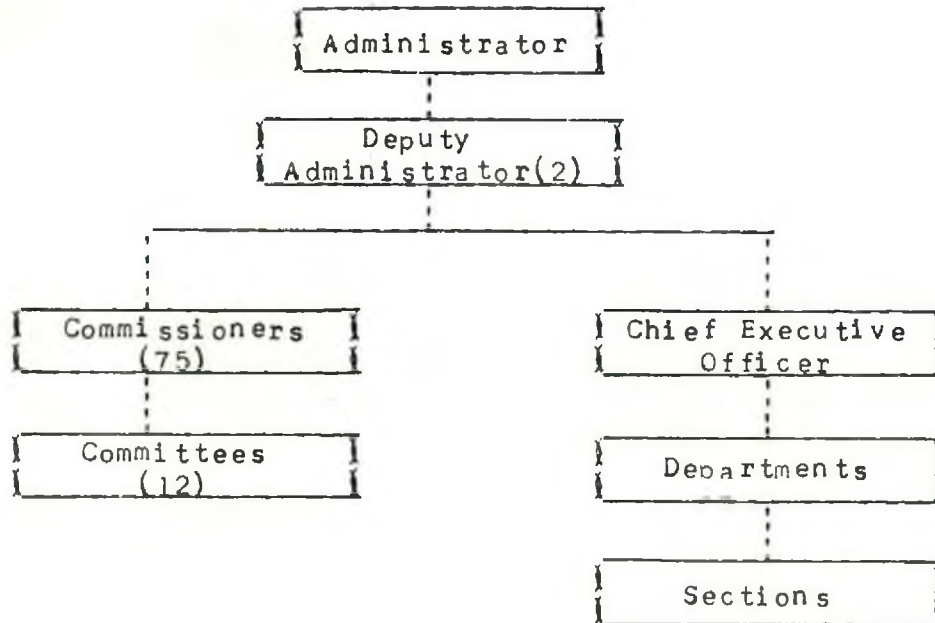 Administrator
Deputy
Administrator(2)
Commissioners
(75)
Chief Executive
Officer
Committees
(12)
Departments
Sections